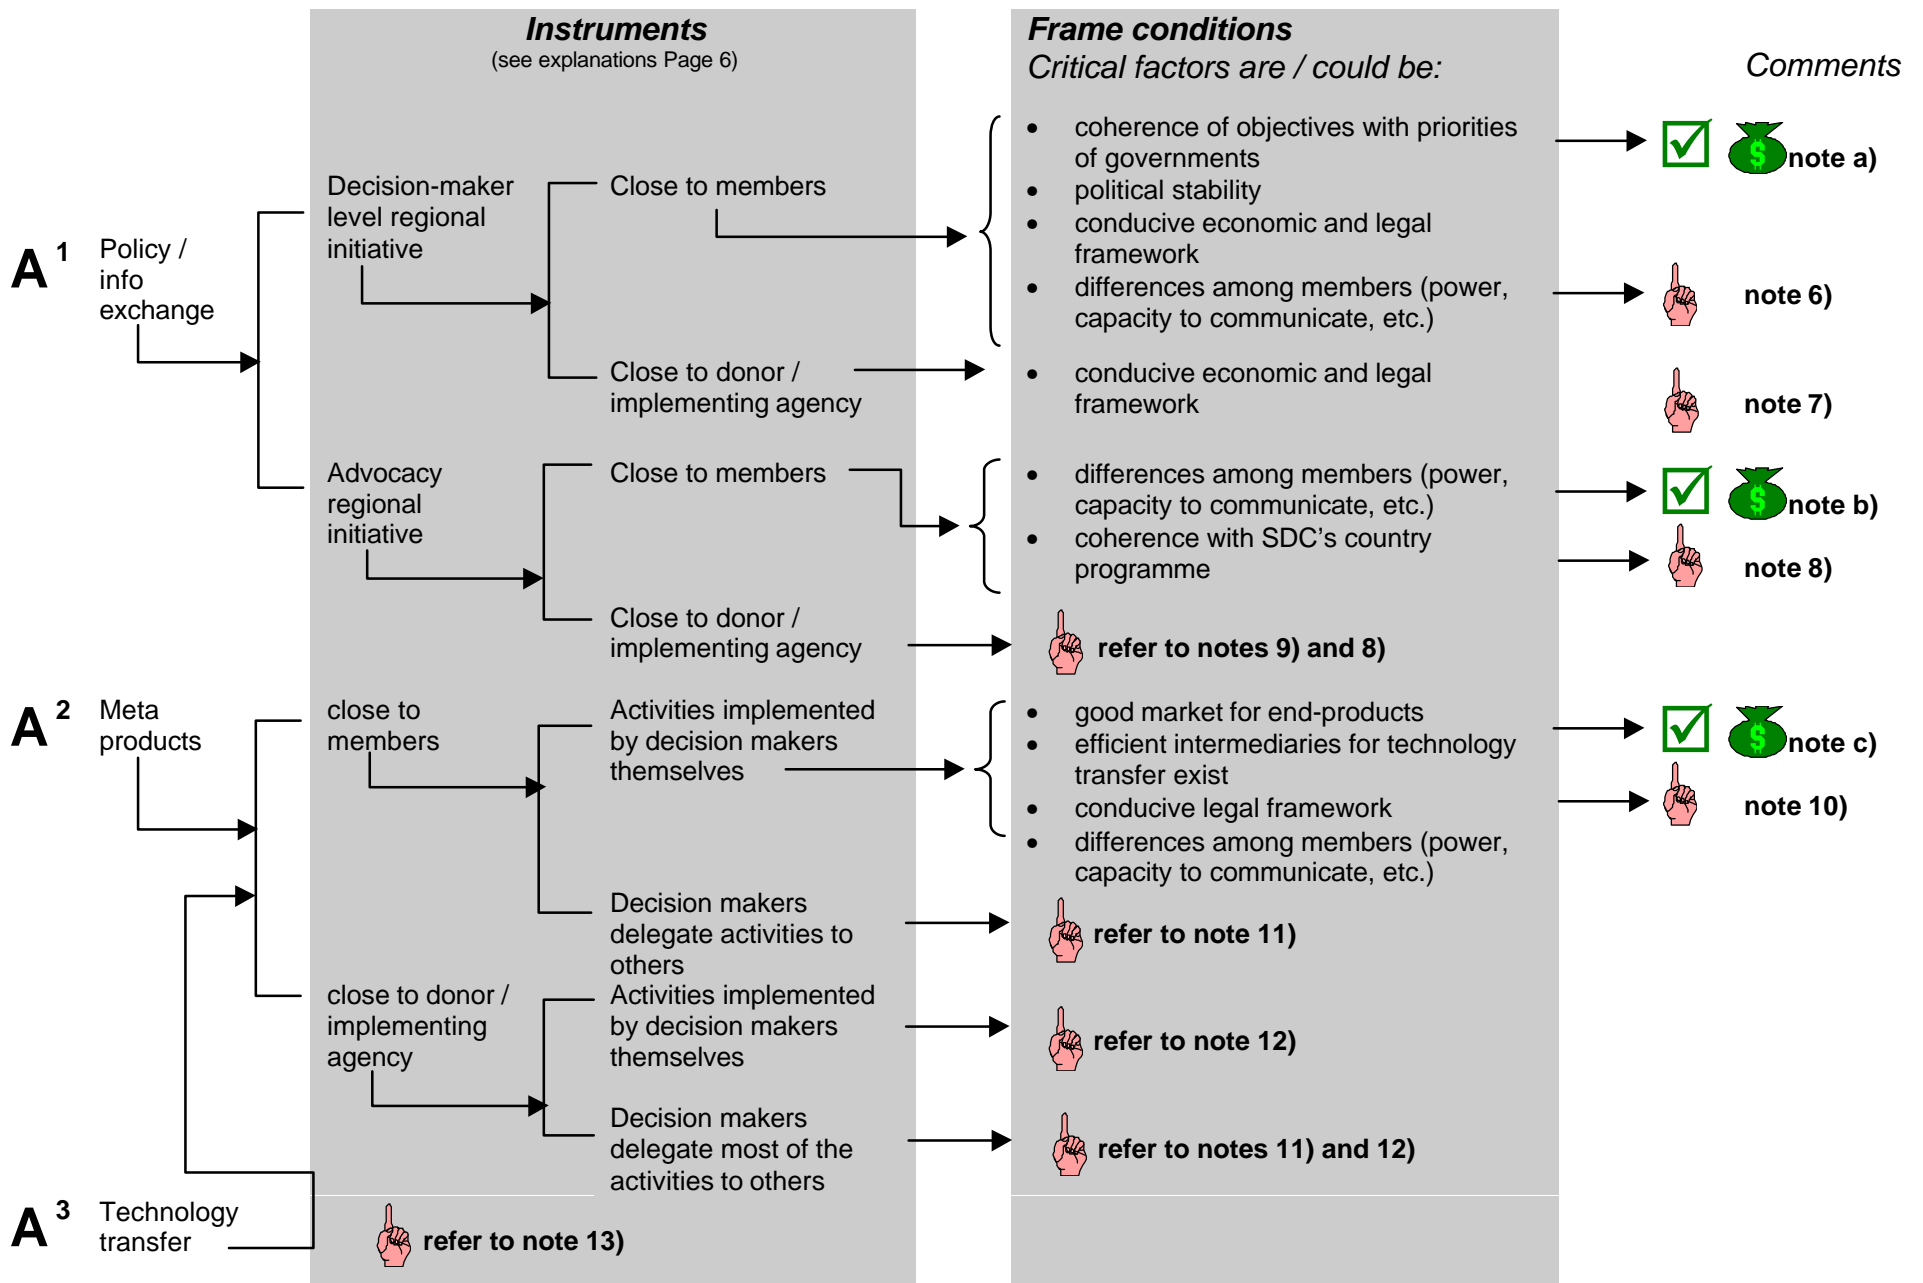 Instruments
(see explanations Page 6)
Frame conditions
Critical factors are / could be:
Comments
A 1
Policy /
info
exchange
Decision-maker
level regional
initiative
Close to members
• coherence of objectives with priorities
of governments
• political stability
• conducive economic and legal
framework
• differences among members (power,
capacity to communicate, etc.)
$ note a)
note 6)
Close to donor /
implementing agency
• conducive economic and legal
framework
note 7)
Advocacy
regional
initiative
Close to members
• differences among members (power,
capacity to communicate, etc.)
• coherence with SDC’s country
programme
$ note b)
note 8)
Close to donor /
implementing agency
refer to notes 9) and 8)
A 2
Meta
products
close to
members
Activities implemented
by decision makers
themselves
• good market for end-products
• efficient intermediaries for technology
transfer exist
• conducive legal framework
• differences among members (power,
capacity to communicate, etc.)
$ note c)
note 10)
Decision makers
delegate activities to
others
refer to note 11)
close to donor /
implementing
agency
Activities implemented
by decision makers
themselves
refer to note 12)
Decision makers
delegate most of the
activities to others
refer to notes 11) and 12)
A 3
Technology
transfer
refer to note 13)